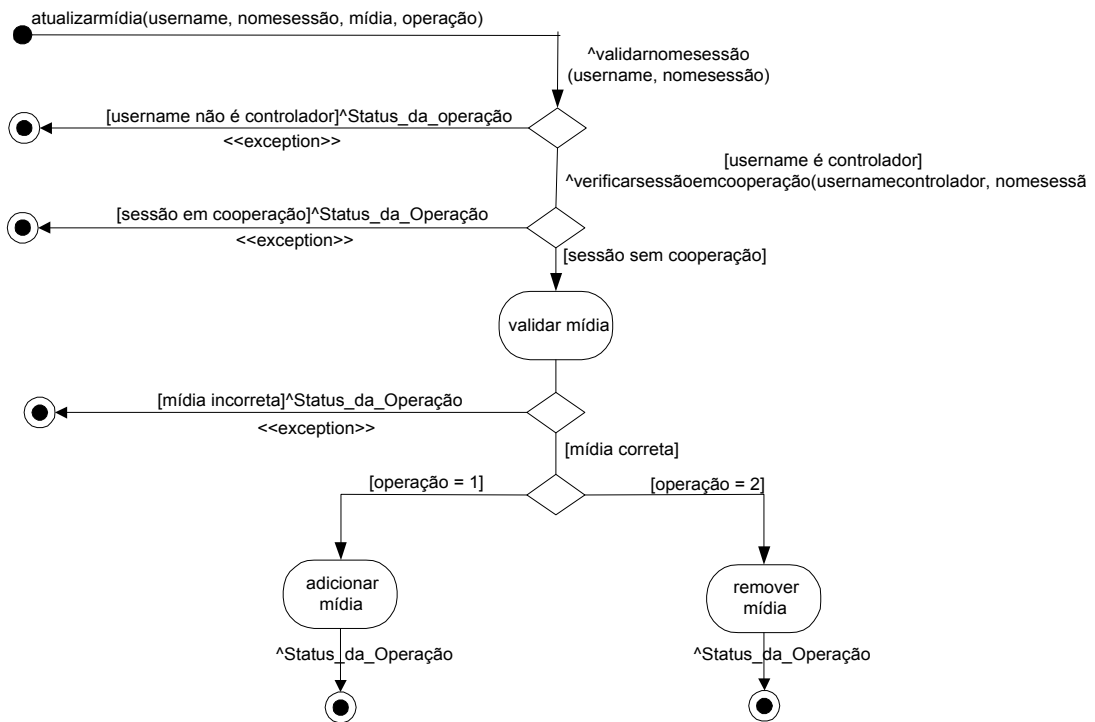 atualizarmídia(username, nomesessão, mídia, operação)
^validarnomesessão
(username, nomesessão)
[username não é controlador]^Status_da_operação
<<exception>>
[username é controlador]
^verificarsessãoemcooperação(usernamecontrolador, nomesessã
[sessão em cooperação]^Status_da_Operação
<<exception>>
[sessão sem cooperação]
validar mídia
[mídia incorreta]^Status_da_Operação
<<exception>>
[mídia correta]
[operação = 1]
[operação = 2]
adicionar
mídia
remover
mídia
^Status_da_Operação
^Status_da_Operação